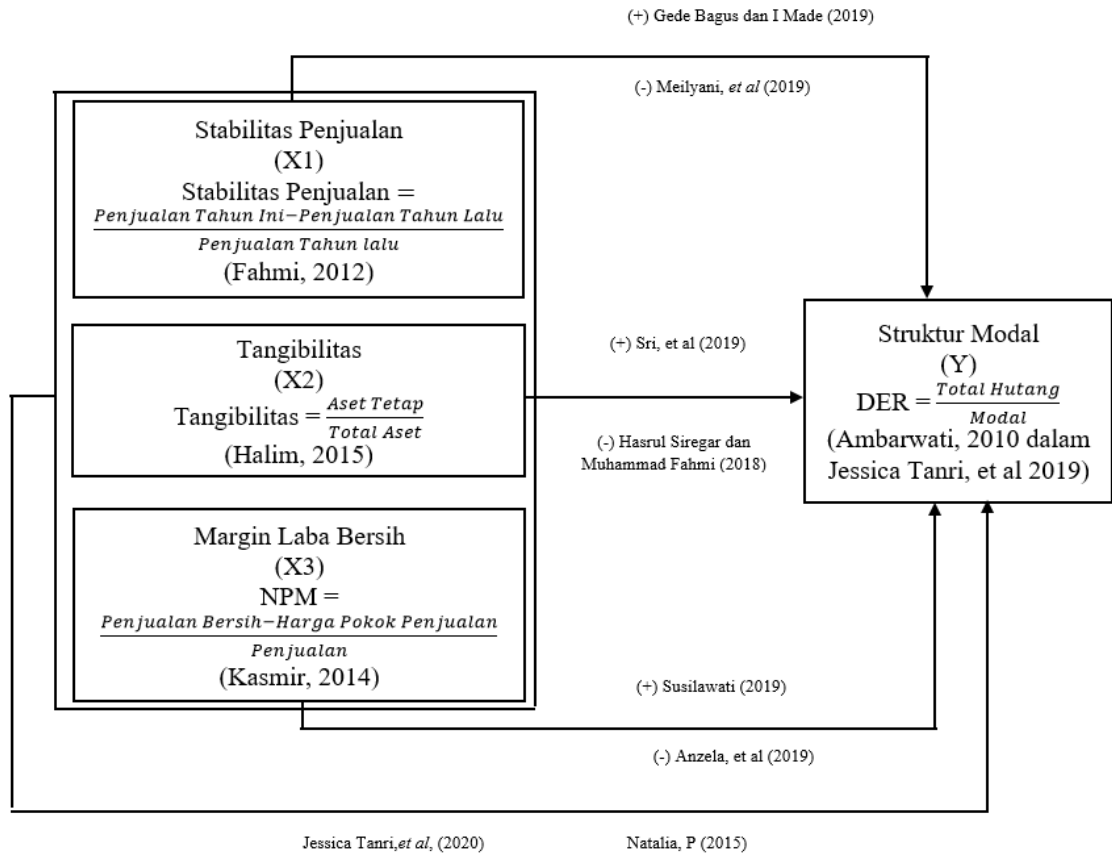 (+) Gede Bagus dan I Made (2019)
(-) Meilyani, et al (2019)
Stabilitas Penjualan
(X1)
Stabilitas Penjualan =
Penjualan Tahun Ini−Penjualan Tahun Lalu
Penjualan Tahun lalu
(Fahmi, 2012)
Tangibilitas
(X2)
Tangibilitas = Aset Tetap
Total Aset
(Halim, 2015)
(+) Sri, et al (2019)
(-) Hasrul Siregar dan
Muhammad Fahmi (2018)
Struktur Modal
(Y)
DER = Total Hutang
Modal
(Ambarwati, 2010 dalam
Jessica Tanri, et al 2019)
Margin Laba Bersih
(X3)
NPM =
Penjualan Bersih−Harga Pokok Penjualan
Penjualan
(Kasmir, 2014)
(+) Susilawati (2019)
(-) Anzela, et al (2019)
Jessica Tanri,et al, (2020)
Natalia, P (2015)